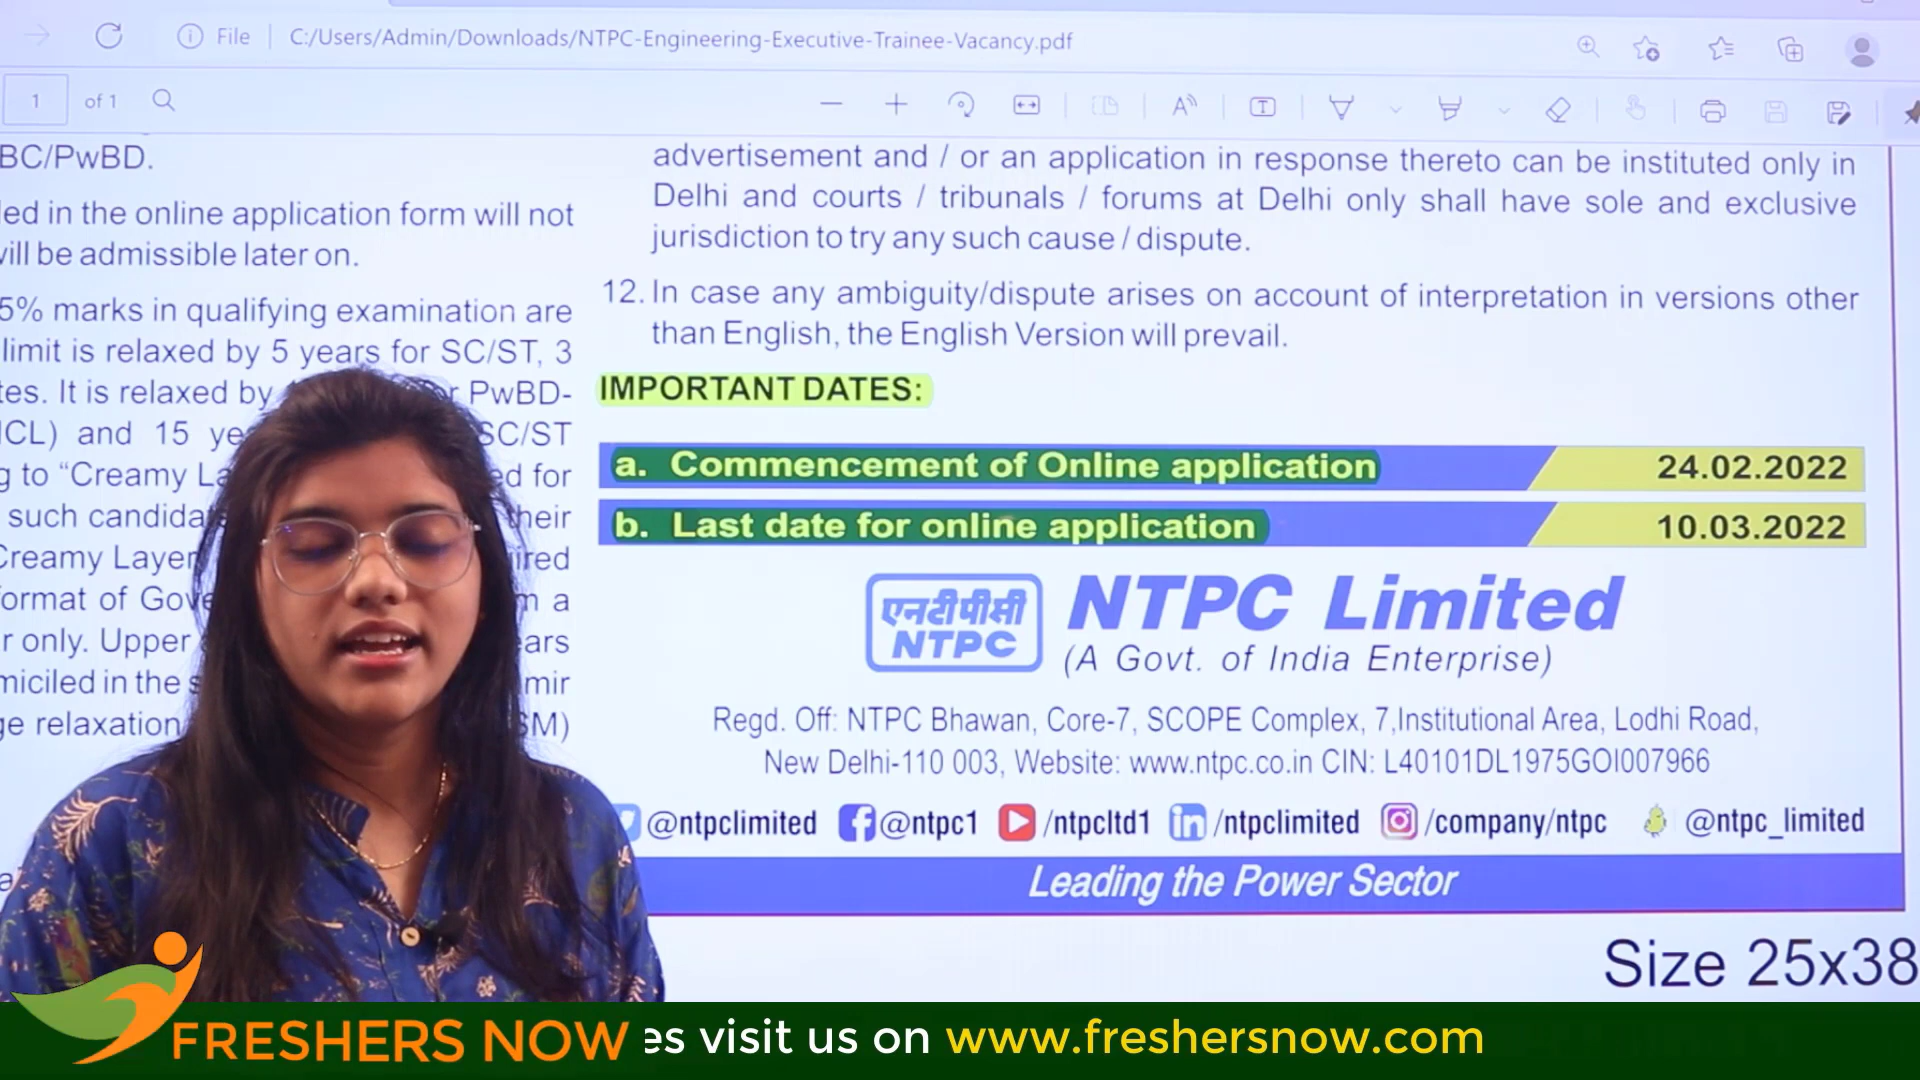 File
C:/Users/Admin/Downloads/NTPC-Engineering-Executive-Trainee-Vacancy.pdf
1 of 1
BC/PwBD.
led in the online application form will not
will be admissible later on.
5% marks in qualifying examination are
limit is relaxed by 5 years for SC/ST, 3
tes. It is relaxed by PwBD-
NCL) and 15 SC/ST
g to “Creamy for
such candida
Creamy Layer
format of m a
r only. Upper
miciled in the mir
ge relaxation SM)
advertisement and / or an application in response thereto can be instituted only in
Delhi and courts / tribunals / forums at Delhi only shall have sole and exclusive
jurisdiction to try any such cause / dispute.
12. In case any ambiguity/dispute arises on account of interpretation in versions other
than English, the English Version will prevail.
IMPORTANT DATES:
a. Commencement of Online application 24.02.2022
b. Last date for online application 10.03.2022
एनटीपीसी
NTPC
NTPC Limited
(A Govt. of India Enterprise)
Regd. Off: NTPC Bhawan, Core-7, SCOPE Complex, 7,Institutional Area, Lodhi Road,
New Delhi-110 003, Website: www.ntpc.co.in CIN: L40101DL1975GOI007966
@ntpclimited @ntpc1 /ntpcltd1 in /ntpclimited /company/ntpc @ntpc_limited
Leading the Power Sector
Size 25x38
FRESHERS NOW
es visit us on www.freshersnow.com